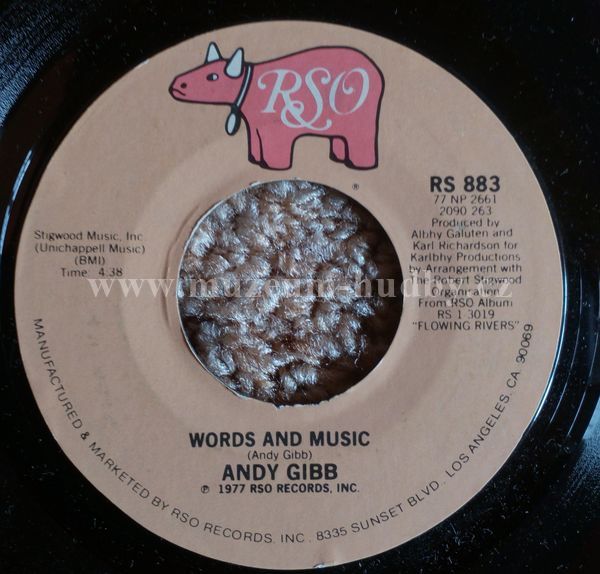 RSO
®
RS 883
77 NP 2661
2090 263
Produced by
Albhy Galuten and
Karl Richardson for
Karlbhy Productions
by Arrangement with
the Robert Stigwood
Organisation
From RSO Album
RS 1 3019
"FLOWING RIVERS"
Stigwood Music, Inc
(Unichappell Music)
(BMI)
Time: 4:38
WORDS AND MUSIC
(Andy Gibb)
ANDY GIBB
℗ 1977 RSO RECORDS, INC.
MANUFACTURED & MARKETED BY RSO RECORDS. INC. 8335 SUNSET BLVD., LOS ANGELES, CA. 90069